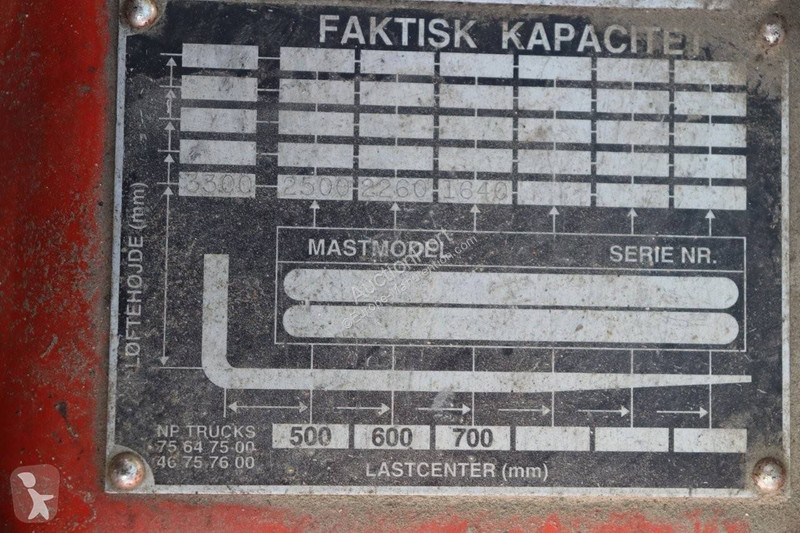 FAKTISK KAPACITET
3300 2500 2260 1640
LØFTEHØJDE (mm)
MASTMODEL SERIE NR.
NP TRUCKS
75 64 75 00
46 75 76 00
500 600 700
LASTCENTER (mm)